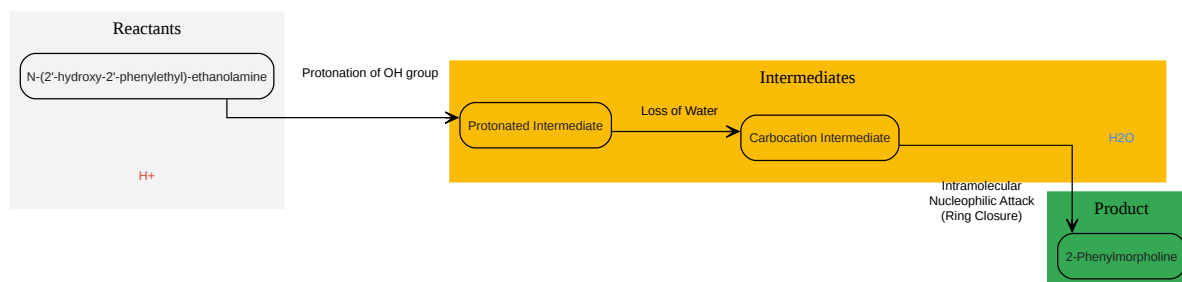 Reactants
N-(2'-hydroxy-2'-phenylethyl)-ethanolamine
H+
Protonation of OH group
Intermediates
Protonated Intermediate
Loss of Water
Carbocation Intermediate
H2O
Intramolecular
Nucleophilic Attack
(Ring Closure)
Product
2-Phenylmorpholine